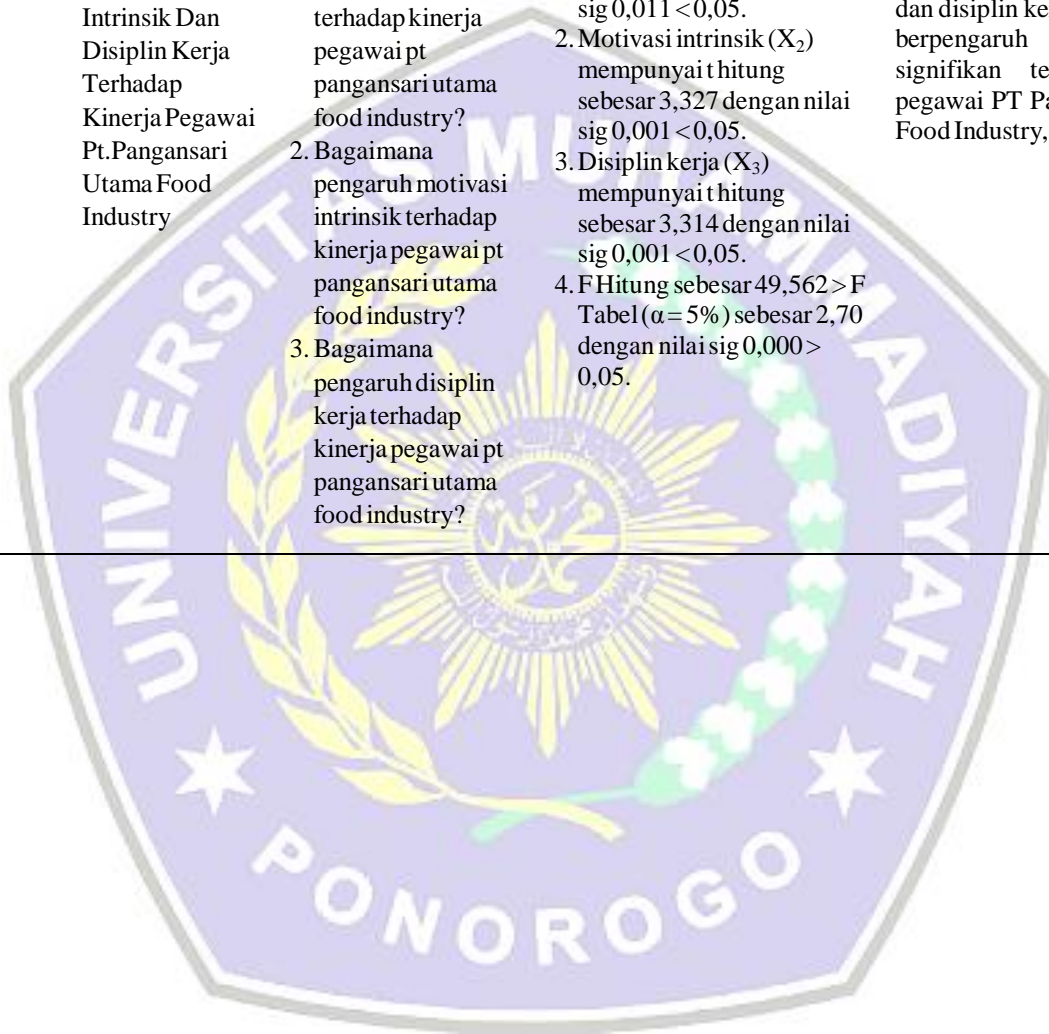 Intrinsik Dan
Disiplin Kerja
Terhadap
Kinerja Pegawai
Pt.Pangansari
Utama Food
Industry
terhadap kinerja
pegawai pt
pangansari utama
food industry?
2. Bagaimana
pengaruh motivasi
intrinsik terhadap
kinerja pegawai pt
pangansari utama
food industry?
3. Bagaimana
pengaruh disiplin
kerja terhadap
kinerja pegawai pt
pangansari utama
food industry?
sig 0,011 < 0,05.
2. Motivasi intrinsik (X₂)
mempunyai t hitung
sebesar 3,327 dengan nilai
sig 0,001 < 0,05.
3. Disiplin kerja (X₃)
mempunyai t hitung
sebesar 3,314 dengan nilai
sig 0,001 < 0,05.
4. F Hitung sebesar 49,562 > F
Tabel (α = 5%) sebesar 2,70
dengan nilai sig 0,000 >
0,05.
dan disiplin ke
berpengaruh
signifikan te
pegawai PT Pa
Food Industry,
UNIVERSITAS MUHAMMADIYAH
PONOROGO